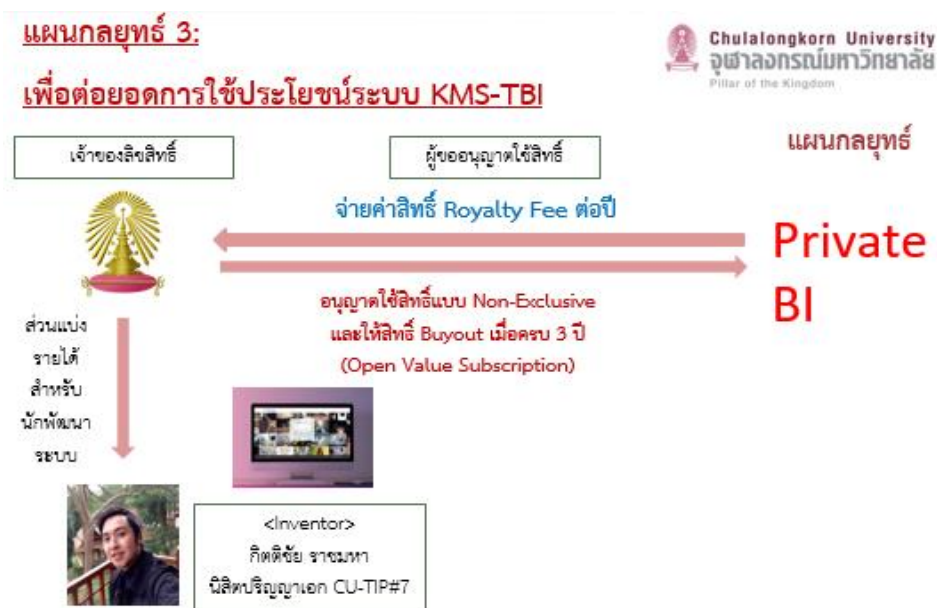 แผนกลยุทธ์ 3:
เพื่อต่อยอดการใช้ประโยชน์ระบบ KMS-TBI
Chulalongkorn University
จุฬาลงกรณ์มหาวิทยาลัย
Pillar of the Kingdom
แผนกลยุทธ์
เจ้าของลิขสิทธิ์
ผู้ขออนุญาตใช้สิทธิ์
จ่ายค่าสิทธิ์ Royalty Fee ต่อปี
Private
BI
อนุญาตใช้สิทธิ์แบบ Non-Exclusive
และให้สิทธิ์ Buyout เมื่อครบ 3 ปี
(Open Value Subscription)
ส่วนแบ่ง
รายได้
สำหรับ
นักพัฒนา
ระบบ
<Inventor>
กิตติชัย ราชมหา
นิสิตปริญญาเอก CU-TIP#7